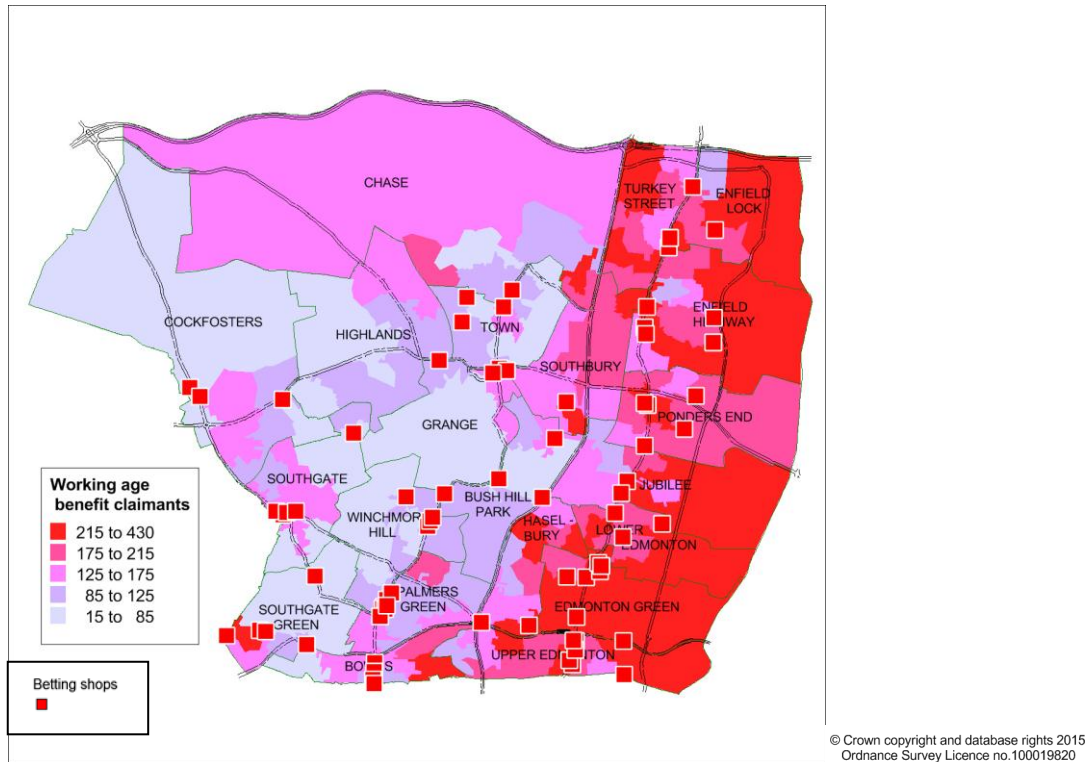 CHASE
TURKEY
STREET
ENFIELD
LOCK
COCKFOSTERS
HIGHLANDS
TOWN
ENFIELD
HIGHWAY
SOUTHBURY
GRANGE
PONDERS END
SOUTHGATE
JUBILEE
WINCHMORE
HILL
BUSH HILL
PARK
HASEL -
BURY
LOWER
EDMONTON
PALMERS
GREEN
EDMONTON GREEN
SOUTHGATE
GREEN
UPPER EDMONTON
Working age
benefit claimants
215 to 430
175 to 215
125 to 175
85 to 125
15 to 85
Betting shops
© Crown copyright and database rights 2015
Ordnance Survey Licence no.100019820